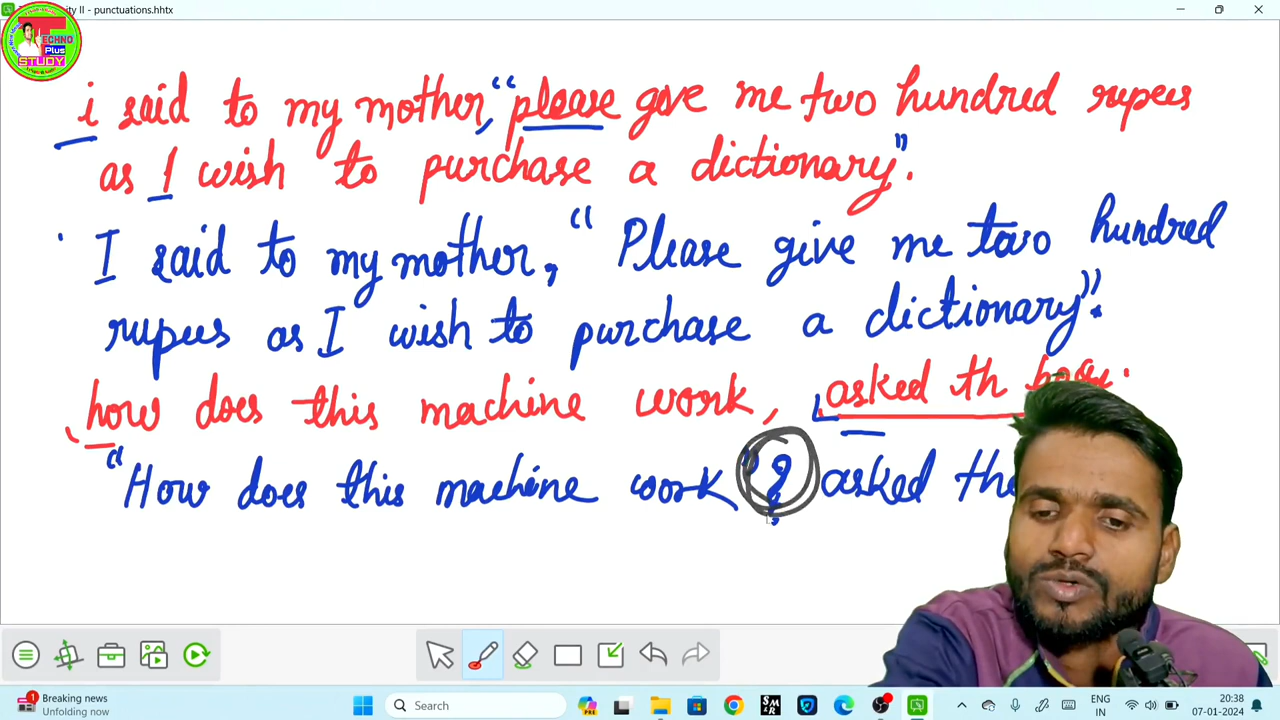 ity II - punctuations.hhtx
TECHNO
Plus
STUDY
i said to my mother, “please give me two hundred rupees
as I wish to purchase a dictionary”.
I said to my mother, “Please give me two hundred
rupees as I wish to purchase a dictionary”.
how does this machine work, asked th
“How does this machine work”? asked the
Breaking news
Unfolding now
1
Search
ENG
IN
20:38
07-01-2024